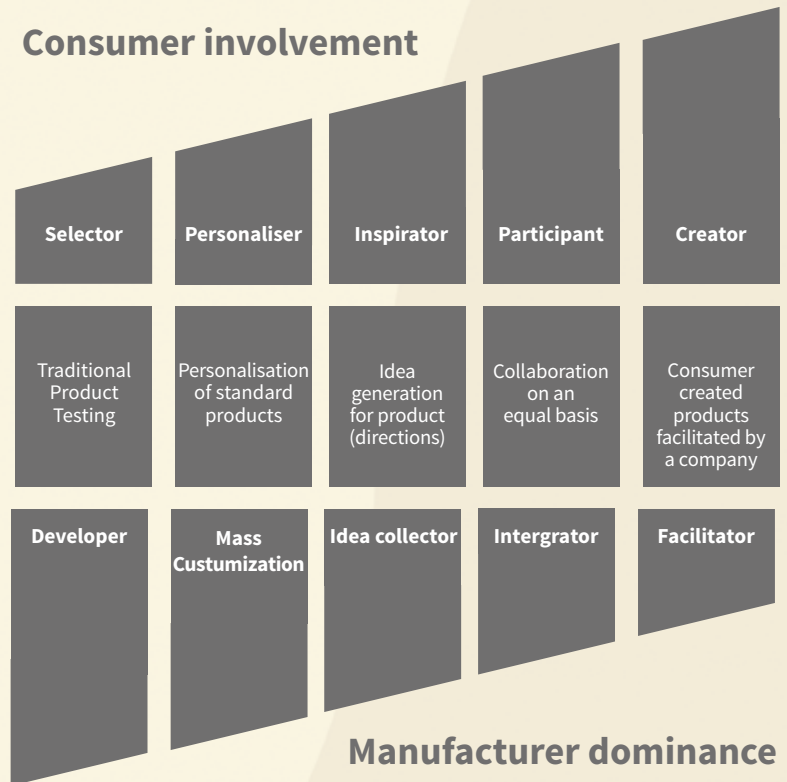 Consumer involvement
Selector
Personaliser
Inspirator
Participant
Creator
Traditional
Product
Testing
Personalisation
of standard
products
Idea
generation
for product
(directions)
Collaboration
on an
equal basis
Consumer
created
products
facilitated by
a company
Developer
Mass
Custumization
Idea collector
Intergrator
Facilitator
Manufacturer dominance